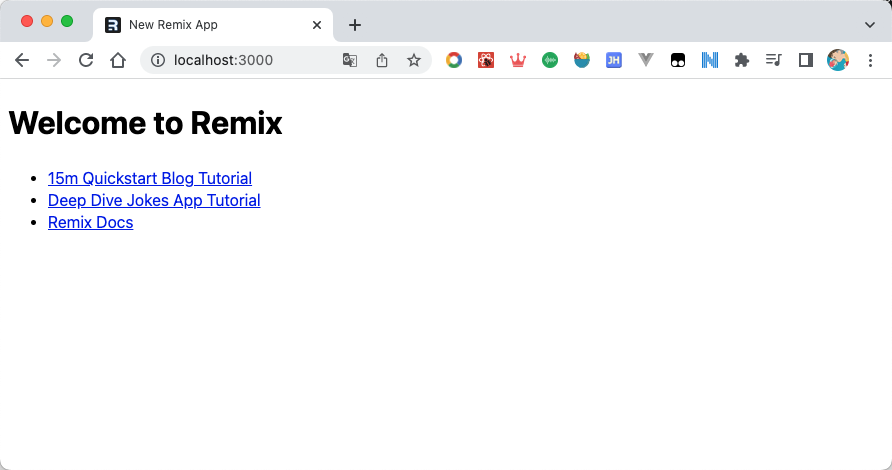 New Remix App
localhost:3000
JH
Welcome to Remix
15m Quickstart Blog Tutorial
Deep Dive Jokes App Tutorial
Remix Docs